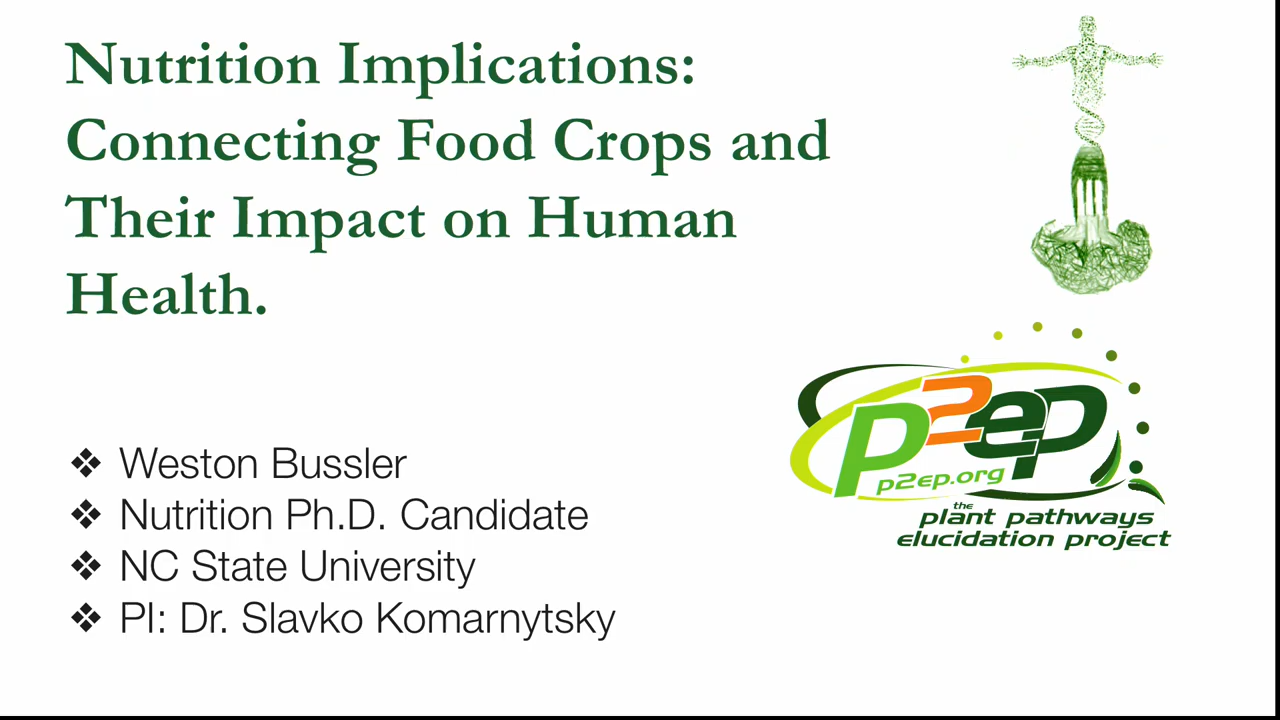 Nutrition Implications:
Connecting Food Crops and
Their Impact on Human
Health.
❖ Weston Bussler
❖ Nutrition Ph.D. Candidate
❖ NC State University
❖ PI: Dr. Slavko Komarnytsky
p2ep
p2ep.org
the
plant pathways
elucidation project